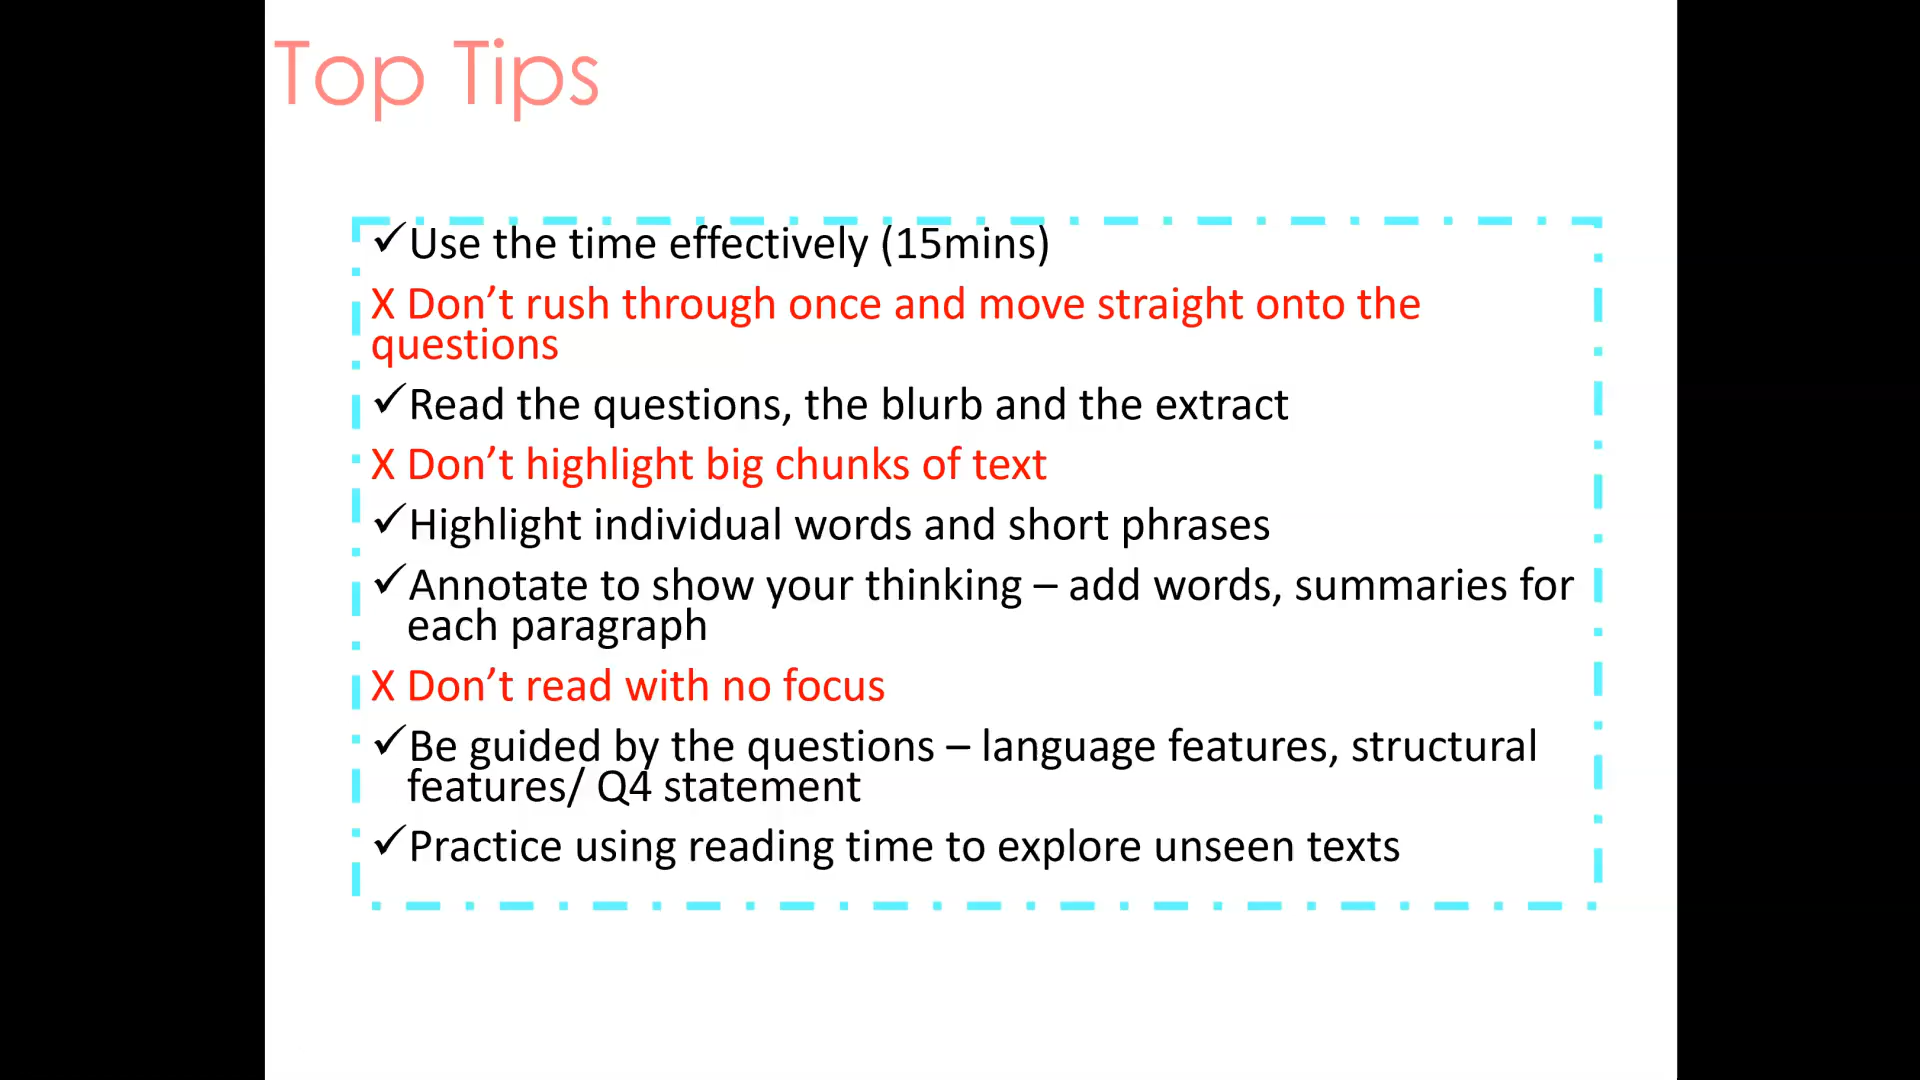 Top Tips
✓Use the time effectively (15mins)
X Don’t rush through once and move straight onto the
questions
✓Read the questions, the blurb and the extract
X Don’t highlight big chunks of text
✓Highlight individual words and short phrases
✓Annotate to show your thinking – add words, summaries for
each paragraph
X Don’t read with no focus
✓Be guided by the questions – language features, structural
features/ Q4 statement
✓Practice using reading time to explore unseen texts